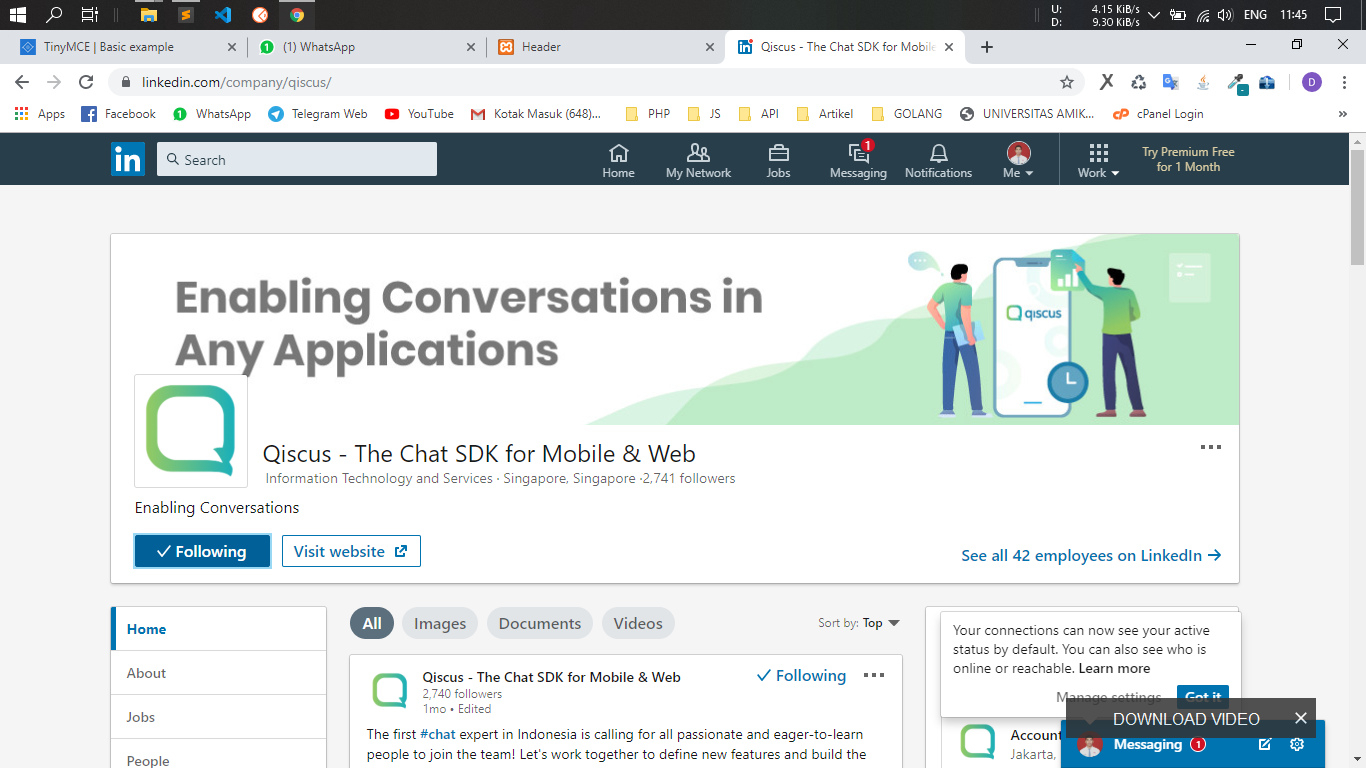 U: 4.15 KiB/s
D: 9.30 KiB/s
ENG 11:45
TinyMCE | Basic example
(1) WhatsApp
Header
Qiscus - The Chat SDK for Mobile
linkedin.com/company/qiscus/
D
Apps
Facebook
WhatsApp
Telegram Web
YouTube
Kotak Masuk (648)...
PHP
JS
API
Artikel
GOLANG
UNIVERSITAS AMIK...
cPanel Login
»
in
Search
Home
My Network
Jobs
1
Messaging
Notifications
Me
Work
Try Premium Free
for 1 Month
Enabling Conversations in
Any Applications
qiscus
Qiscus - The Chat SDK for Mobile & Web
Information Technology and Services · Singapore, Singapore ·2,741 followers
Enabling Conversations
Following
Visit website
See all 42 employees on LinkedIn
Home
About
Jobs
People
All
Images
Documents
Videos
Sort by: Top
Qiscus - The Chat SDK for Mobile & Web
2,740 followers
1mo • Edited
Following
The first #chat expert in Indonesia is calling for all passionate and eager-to-learn
people to join the team! Let's work together to define new features and build the
Your connections can now see your active
status by default. You can also see who is
online or reachable. Learn more
Manage settings
Got it
DOWNLOAD VIDEO
Account
Jakarta,
Messaging 1